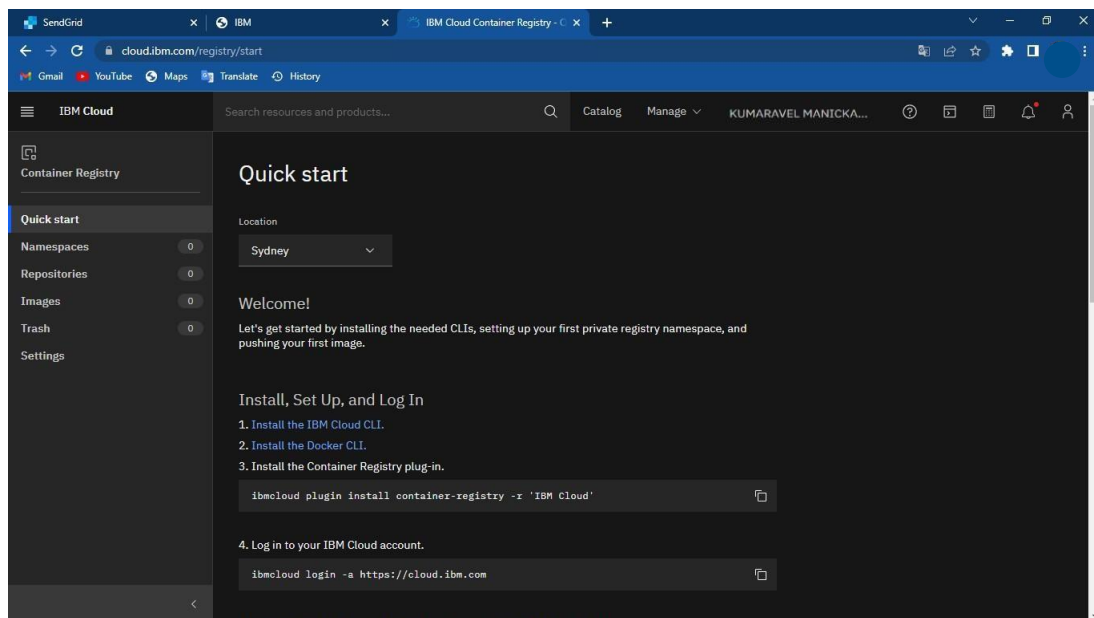 SendGrid
IBM
IBM Cloud Container Registry - C
cloud.ibm.com/registry/start
Gmail
YouTube
Maps
Translate
History
IBM Cloud
Search resources and products...
Catalog
Manage
KUMARAVEL MANICKA...
Container Registry
Quick start
Namespaces 0
Repositories 0
Images 0
Trash 0
Settings
Quick start
Location
Sydney
Welcome!
Let's get started by installing the needed CLIs, setting up your first private registry namespace, and
pushing your first image.
Install, Set Up, and Log In
1. Install the IBM Cloud CLI.
2. Install the Docker CLI.
3. Install the Container Registry plug-in.
ibmcloud plugin install container-registry -r 'IBM Cloud'
4. Log in to your IBM Cloud account.
ibmcloud login -a https://cloud.ibm.com